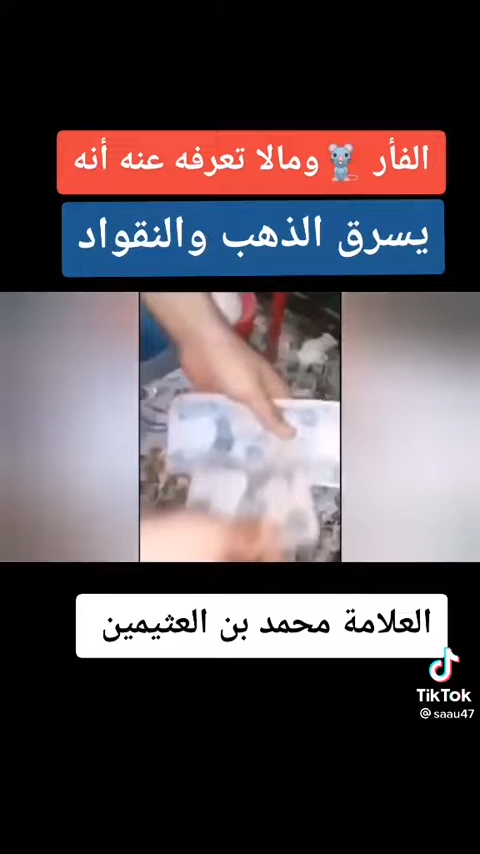 الفأر 🐭 ومالا تعرفه عنه أنه
يسرق الذهب والنقواد
العلامة محمد بن العثيمين
TikTok
@saau47